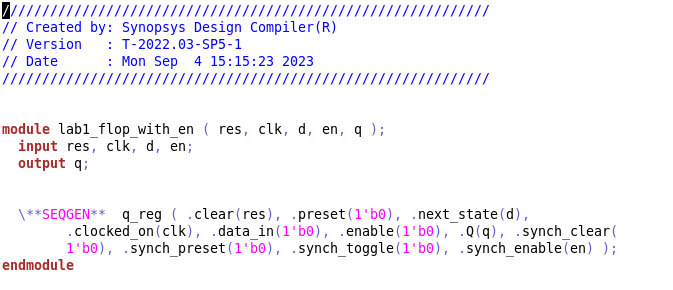 /////////////////////////////////////////////////////////////
// Created by: Synopsys Design Compiler(R)
// Version   : T-2022.03-SP5-1
// Date      : Mon Sep  4 15:15:23 2023
/////////////////////////////////////////////////////////////
module lab1_flop_with_en ( res, clk, d, en, q );
  input res, clk, d, en;
  output q;
  \**SEQGEN**  q_reg ( .clear(res), .preset(1'b0), .next_state(d),
        .clocked_on(clk), .data_in(1'b0), .enable(1'b0), .Q(q), .synch_clear(
        1'b0), .synch_preset(1'b0), .synch_toggle(1'b0), .synch_enable(en) );
endmodule